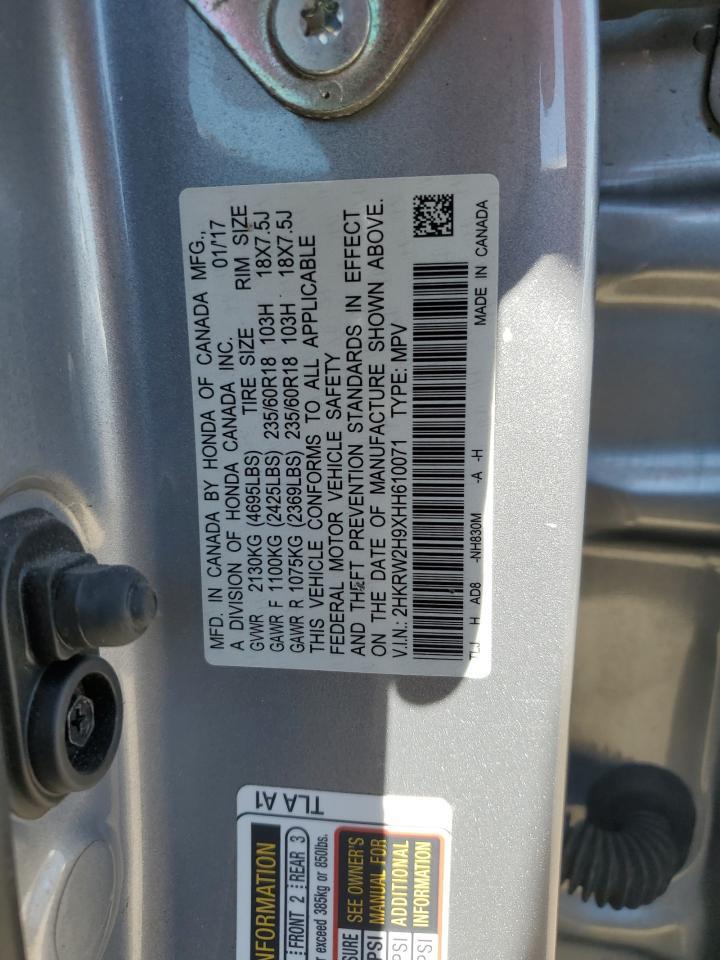 MFD. IN CANADA BY HONDA OF CANADA MFG.,
A DIVISION OF HONDA CANADA INC. 01/'17
GVWR 2130KG (4695LBS) TIRE SIZE RIM SIZE
GAWR F 1100KG (2425LBS) 235/60R18 103H 18X7.5J
GAWR R 1075KG (2369LBS) 235/60R18 103H 18X7.5J
THIS VEHICLE CONFORMS TO ALL APPLICABLE
FEDERAL MOTOR VEHICLE SAFETY
AND THEFT PREVENTION STANDARDS IN EFFECT
ON THE DATE OF MANUFACTURE SHOWN ABOVE.
V.I.N.: 2HKRW2H9XHH610071 TYPE: MPV
TLJ H AD8 -NH830M -A -H MADE IN CANADA
TLA A1
FRONT 2 REAR 3
or exceed 385kg or 850lbs.
SEE OWNER'S
MANUAL FOR
ADDITIONAL
INFORMATION
PSI
PSI